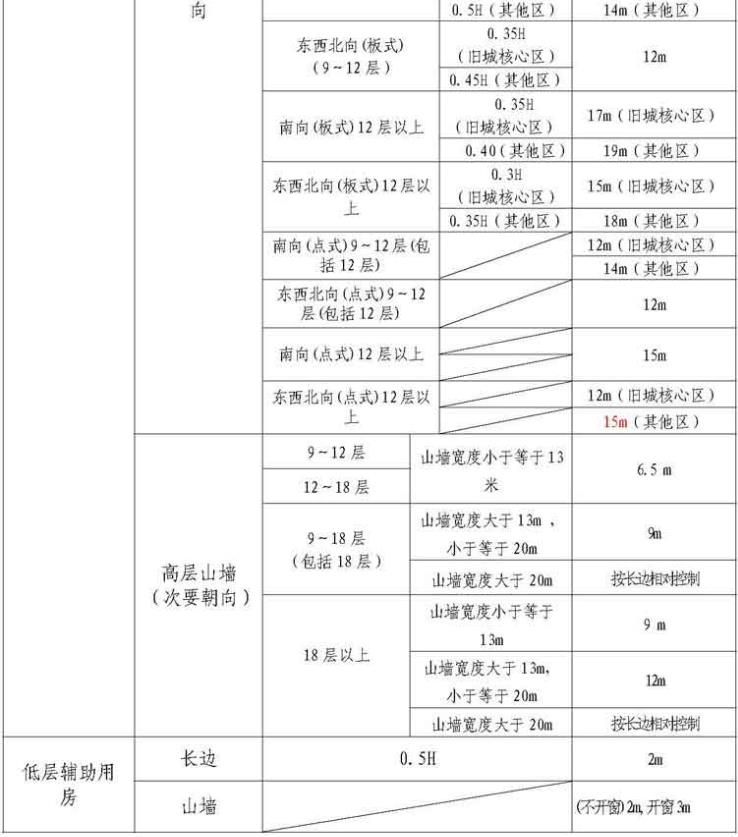 向
0.5H（其他区）
14m（其他区）
东西北向(板式)
（9～12层）
0.35H
（旧城核心区）
0.45H（其他区）
12m
南向(板式)12层以上
0.35H
（旧城核心区）
17m（旧城核心区）
0.40（其他区）
19m（其他区）
东西北向(板式)12层以
上
0.3H
（旧城核心区）
15m（旧城核心区）
0.35H（其他区）
18m（其他区）
南向(点式)9～12层(包
括12层)
12m（旧城核心区）
14m（其他区）
东西北向(点式)9～12
层(包括12层)
12m
南向(点式)12层以上
15m
东西北向(点式)12层以
上
12m（旧城核心区）
15m（其他区）
高层山墙
（次要朝向）
9～12层
12～18层
山墙宽度小于等于13
米
6.5 m
9～18层
（包括18层）
山墙宽度大于13m，
小于等于20m
9m
山墙宽度大于20m
按长边相对控制
18层以上
山墙宽度小于等于
13m
9 m
山墙宽度大于13m,
小于等于20m
12m
山墙宽度大于20m
按长边相对控制
低层辅助用
房
长边
0.5H
2m
山墙
(不开窗)2m,开窗3m